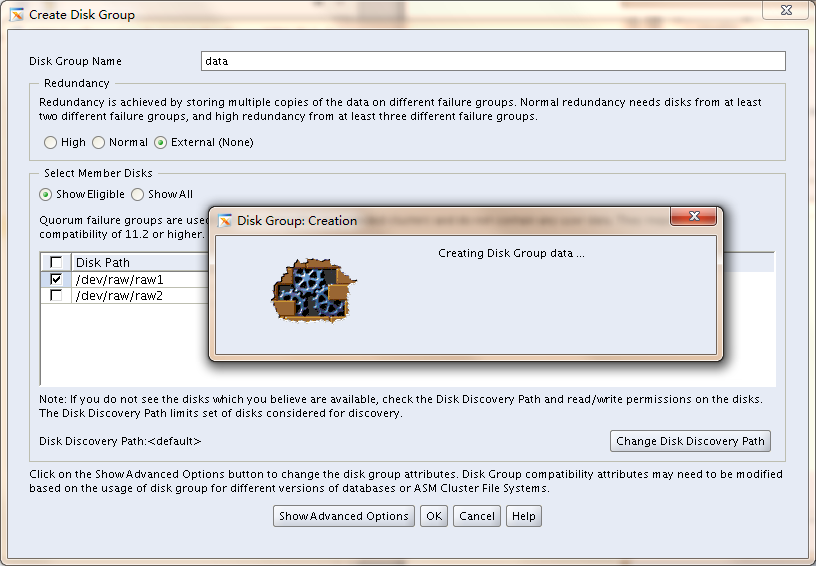 Create Disk Group
Disk Group Name
data
Redundancy
Redundancy is achieved by storing multiple copies of the data on different failure groups. Normal redundancy needs disks from at least
two different failure groups, and high redundancy from at least three different failure groups.
High Normal External (None)
Select Member Disks
Show Eligible Show All
Quorum failure groups are used
compatibility of 11.2 or higher.
Disk Path
/dev/raw/raw1
/dev/raw/raw2
Disk Group: Creation
Creating Disk Group data ...
Note: If you do not see the disks which you believe are available, check the Disk Discovery Path and read/write permissions on the disks.
The Disk Discovery Path limits set of disks considered for discovery.
Disk Discovery Path:<default>
Change Disk Discovery Path
Click on the Show Advanced Options button to change the disk group attributes. Disk Group compatibility attributes may need to be modified
based on the usage of disk group for different versions of databases or ASM Cluster File Systems.
Show Advanced Options OK Cancel Help